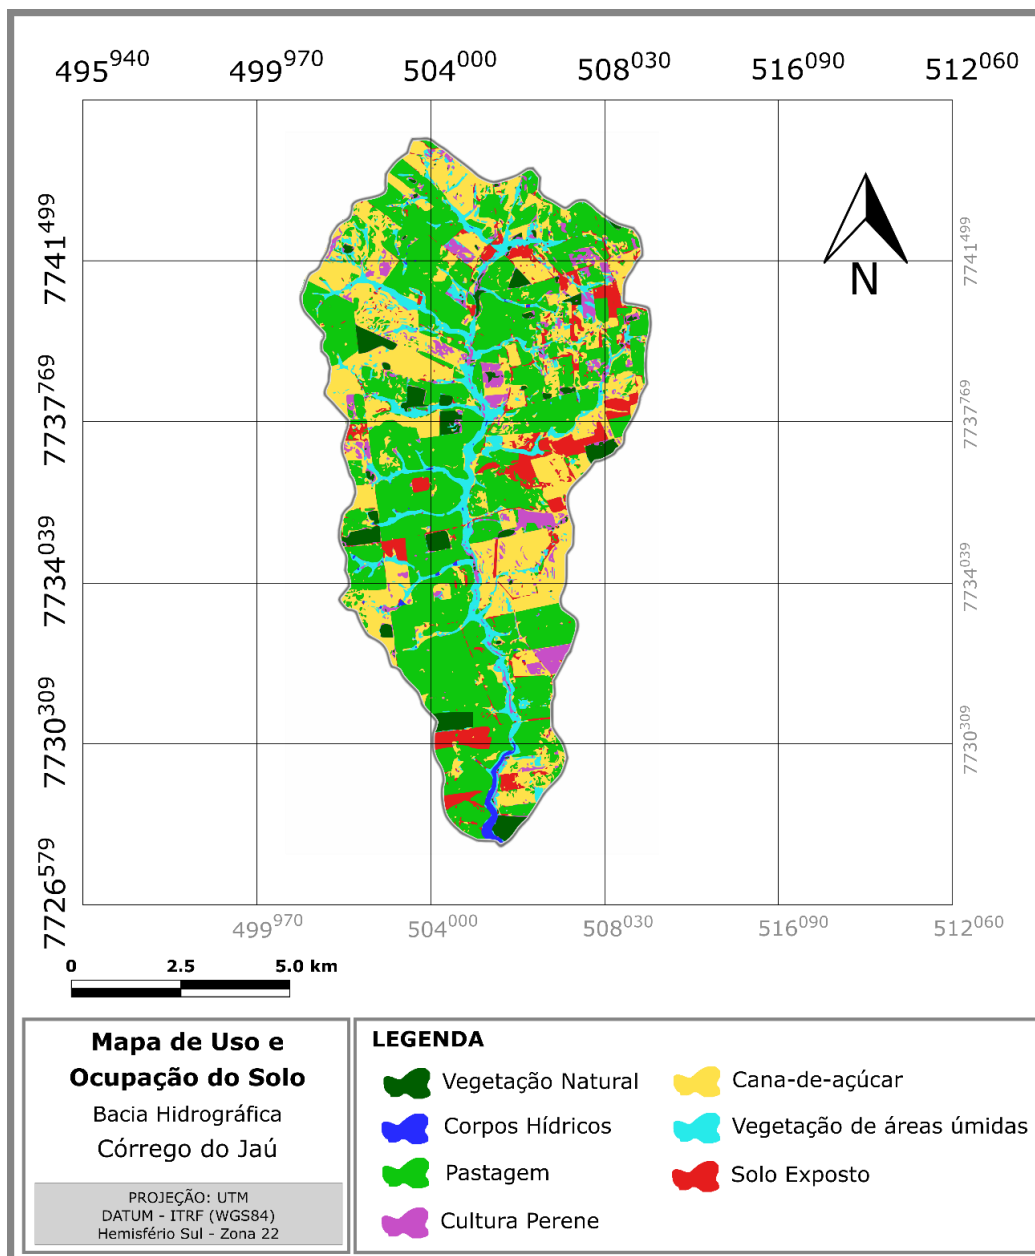 495940 499970 504000 508030 516090 512060
7741499
7737769
7734039
7730309
7726579
7741499
7737769
7734039
7730309
N
499970 504000 508030 516090 512060
0 2.5 5.0 km
Mapa de Uso e
Ocupação do Solo
Bacia Hidrográfica
Córrego do Jaú
PROJEÇÃO: UTM
DATUM - ITRF (WGS84)
Hemisfério Sul - Zona 22
LEGENDA
Vegetação Natural
Corpos Hídricos
Pastagem
Cultura Perene
Cana-de-açúcar
Vegetação de áreas úmidas
Solo Exposto